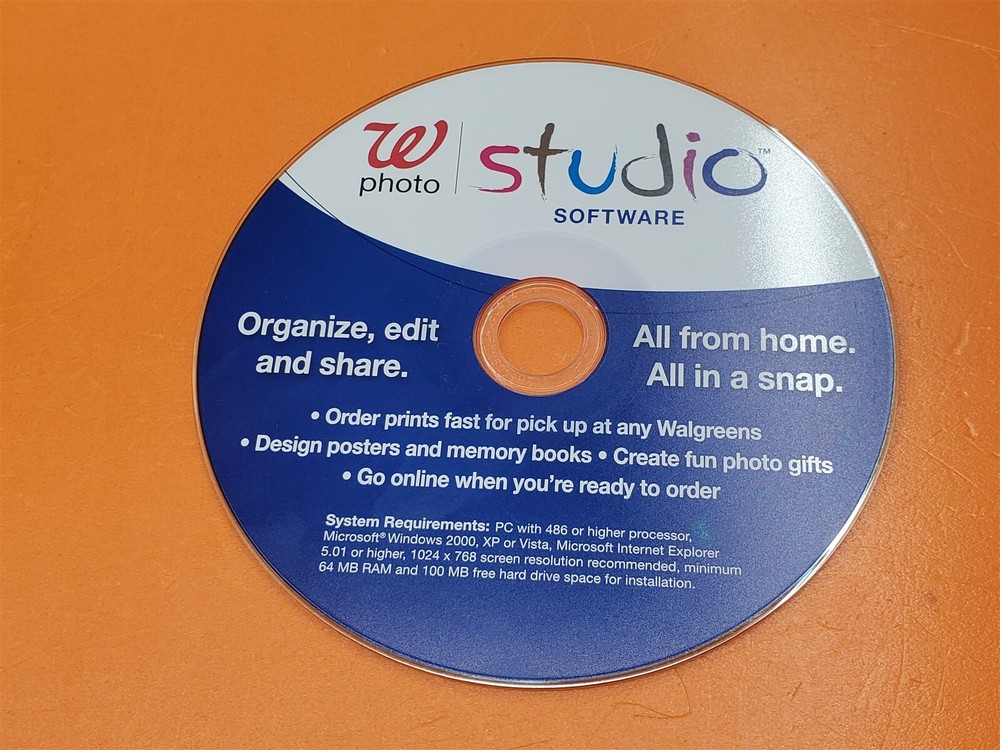 W
photo
studio™
SOFTWARE
Organize, edit
and share.
All from home.
All in a snap.
• Order prints fast for pick up at any Walgreens
• Design posters and memory books • Create fun photo gifts
• Go online when you're ready to order
System Requirements: PC with 486 or higher processor,
Microsoft® Windows 2000, XP or Vista, Microsoft Internet Explorer
5.01 or higher, 1024 x 768 screen resolution recommended, minimum
64 MB RAM and 100 MB free hard drive space for installation.